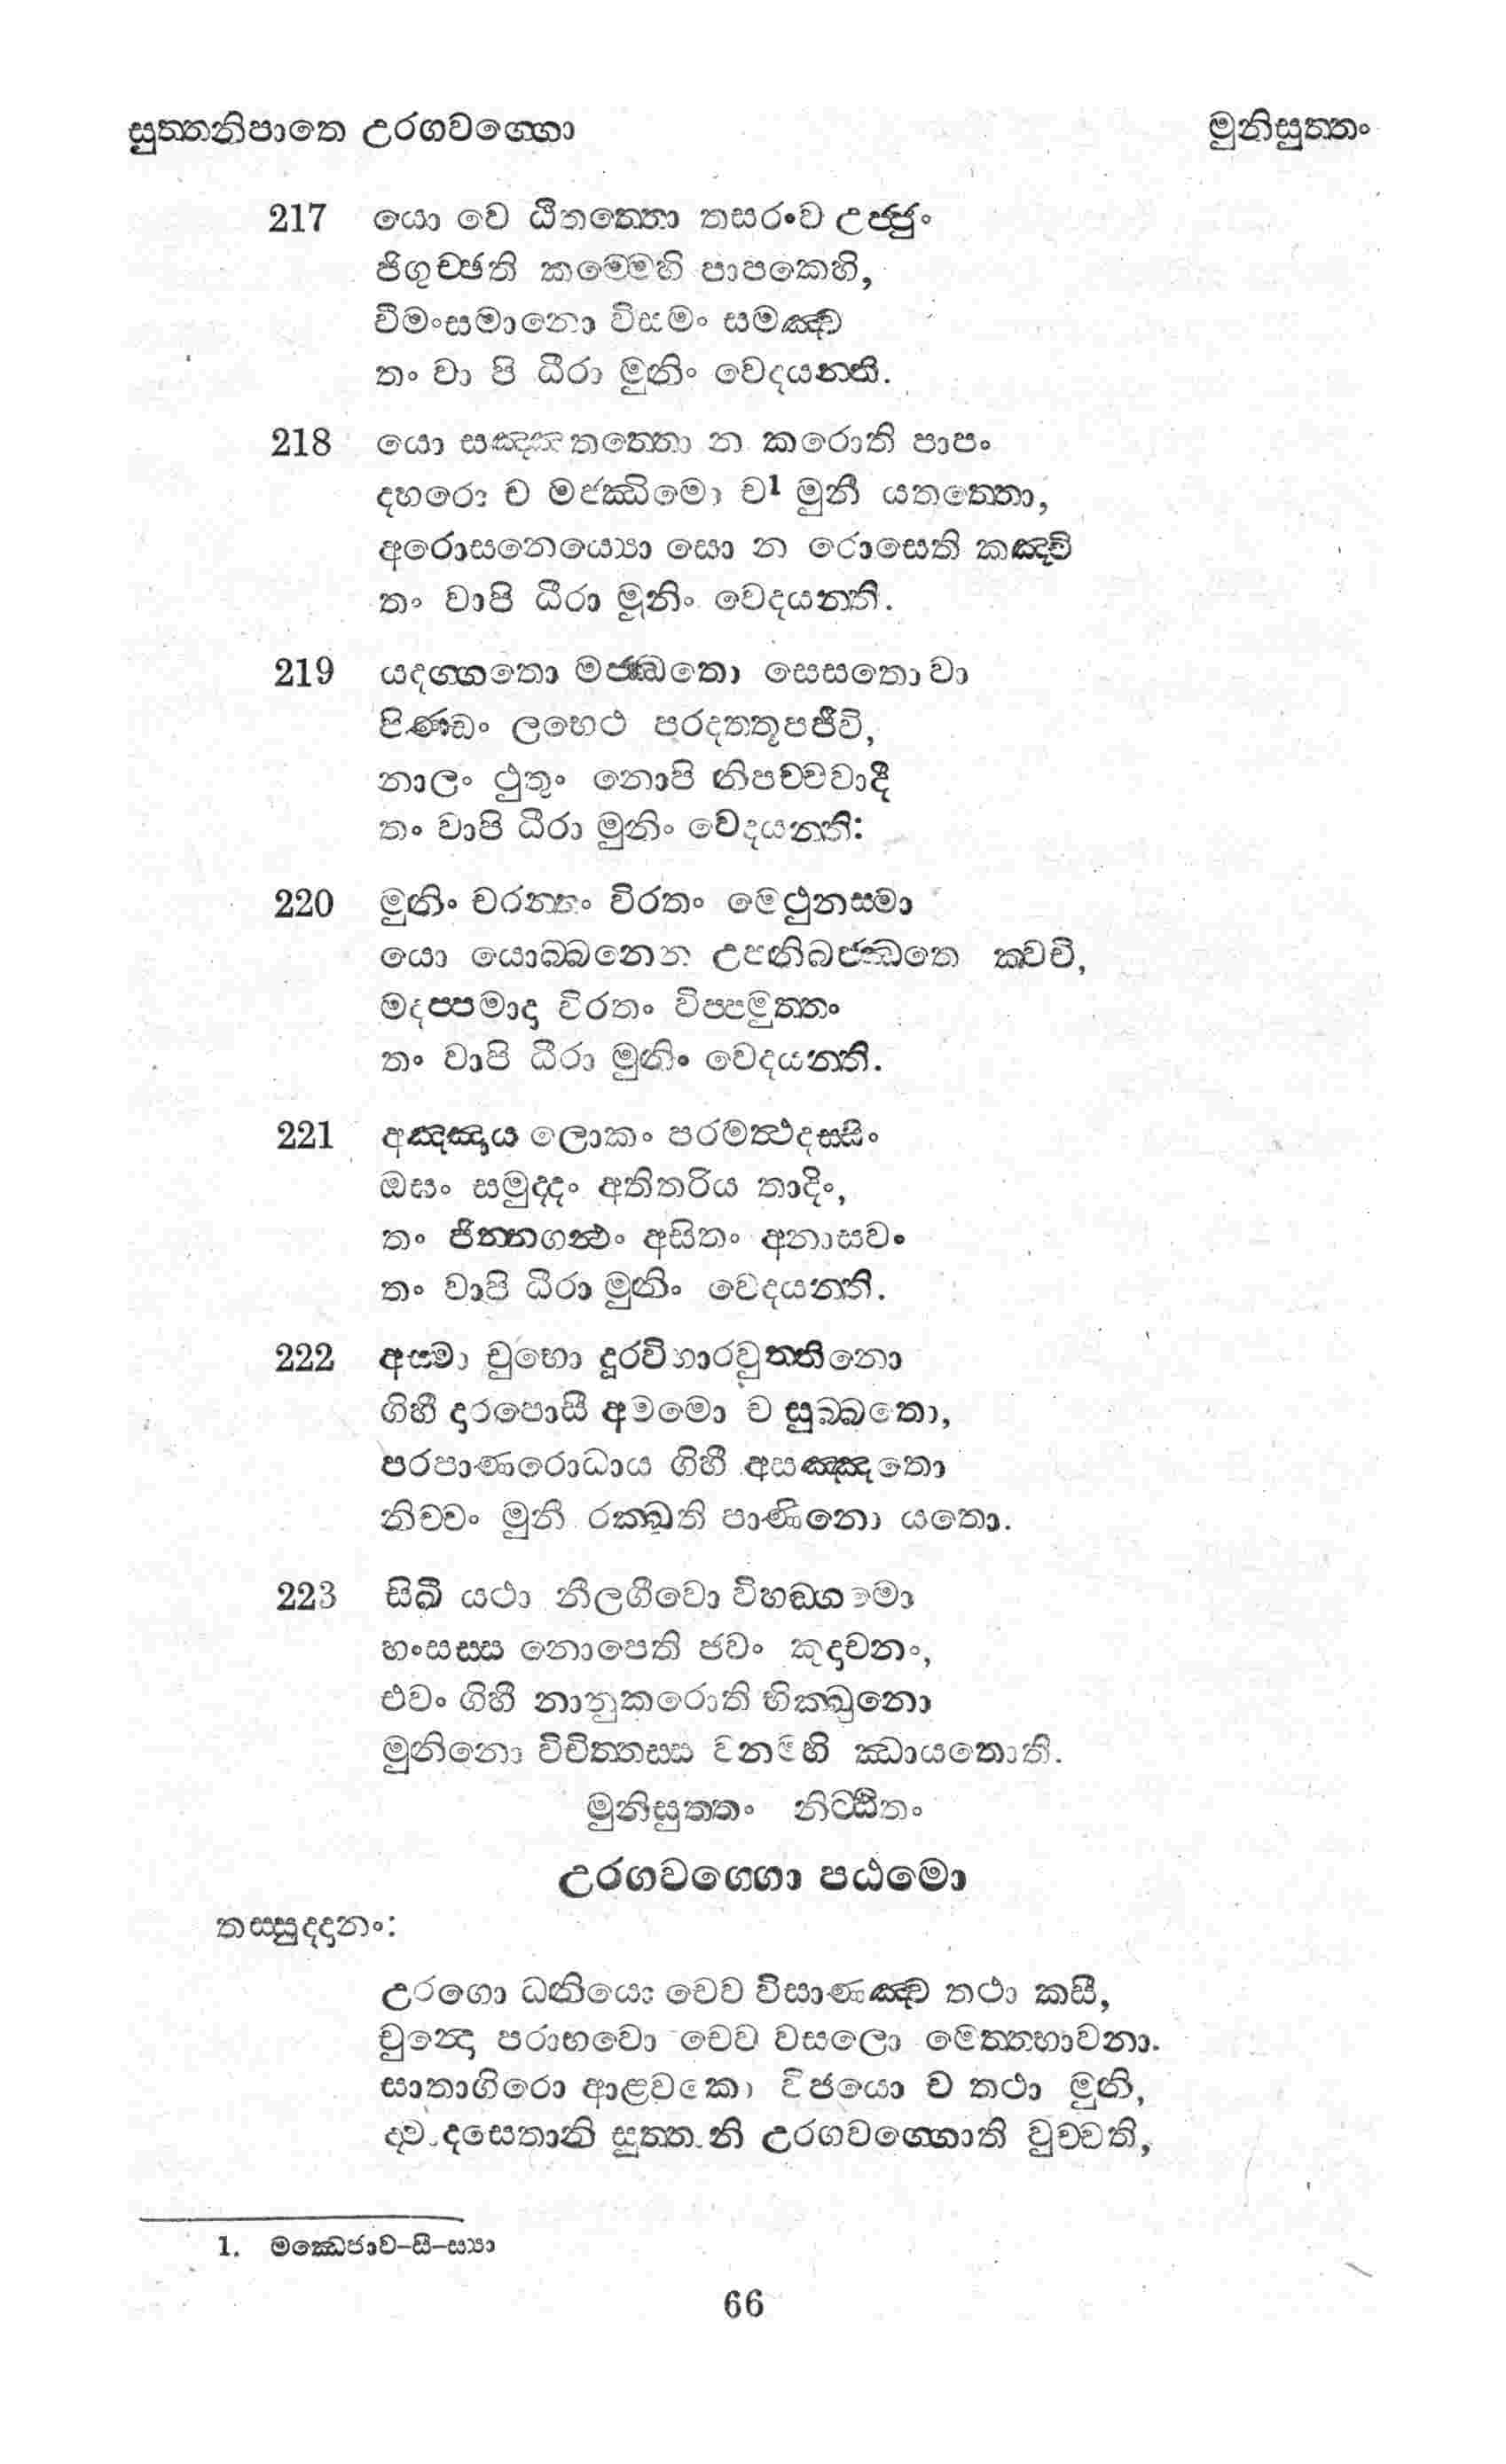 සුත්තනිපාතෙ උරගවග්ගො
මුනිසුත්තං
217 යො වෙ ඨිතත්තො තසරංව උජ්ජුං
ජිගුච්ඡති කම්මෙහි පාපකෙහි,
වීමංසමානො විසමං සමඤ්ච
තං වා පි ධීරා මුනිං වෙදයන්ති.
218 යො සඤ්ඤතත්තො න කරොති පාපං
දහරො ච මජ්ඣිමො ච1 මුනී යතත්තො,
අරොසනෙය්‍යො සො න රොසෙති කඤ්චි
තං වාපි ධීරා මුනිං වෙදයන්ති.
219 යදග්ගතො මජ්ඣතො සෙසතො වා
පිණ්ඩං ලභෙථ පරදත්තූපජීවි,
නාලං ථුතුං නොපි නිපච්චවාදී
තං වාපි ධීරා මුනිං වෙදයන්ති:
220 මුනිං චරන්තං විරතං මෙථුනස්මා
යො යොබ්බනෙන උපනිබජ්ඣතෙ ක්වචි,
මදප්පමාදා විරතං විප්පමුත්තං
තං වාපි ධීරා මුනිං වෙදයන්ති.
221 අඤ්ඤාය ලොකං පරමත්ථදස්සිං
ඔඝං සමුද්දං අතිතරිය තාදිං,
තං ඡින්නගන්ථං අසිතං අනාසවං
තං වාපි ධීරා මුනිං වෙදයන්ති.
222 අසමා චුභො දූරවිහාරවුත්තිනො
ගිහී දාරපොසී අමමො ච සුබ්බතො,
පරපාණරොධාය ගිහී අසඤ්ඤතො
නිච්චං මුනී රක්ඛති පාණිනො යතො.
223 සිඛී යථා නීලගීවො විහඞ්ගමො
හංසස්ස නොපෙති ජවං කුදාචනං,
එවං ගිහී නානුකරොති භික්ඛුනො
මුනිනො විවිත්තස්ස වනම්හි ඣායතොති.
මුනිසුත්තං නිට්ඨිතං
උරගවග්ගො පඨමො
තස්සුද්දානං:
උරගො ධනියො චෙව විසාණඤ්ච තථා කසී,
චුන්දො පරාභවො චෙව වසලො මෙත්තභාවනා.
සාතාගිරො ආළවකො විජයො ච තථා මුනි,
ද්වාදසෙතානි සුත්තානි උරගවග්ගොති වුච්චති,
1. මජ්ඣෙජාව–සී–ස්‍යා
66